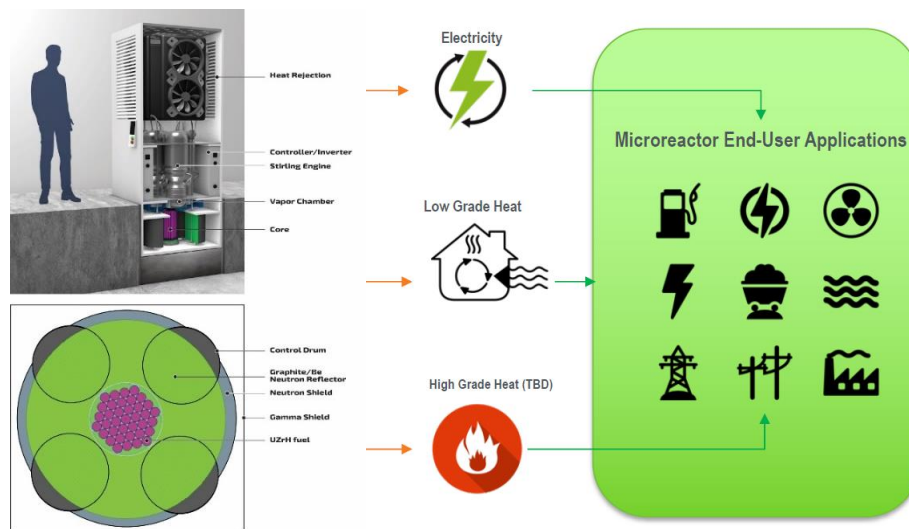 Heat Rejection
Controller/Inverter
Stirling Engine
Vapor Chamber
Core
Control Drum
Graphite/Be
Neutron Reflector
Neutron Shield
Gamma Shield
UZrH fuel
Electricity
Low Grade Heat
High Grade Heat (TBD)
Microreactor End-User Applications